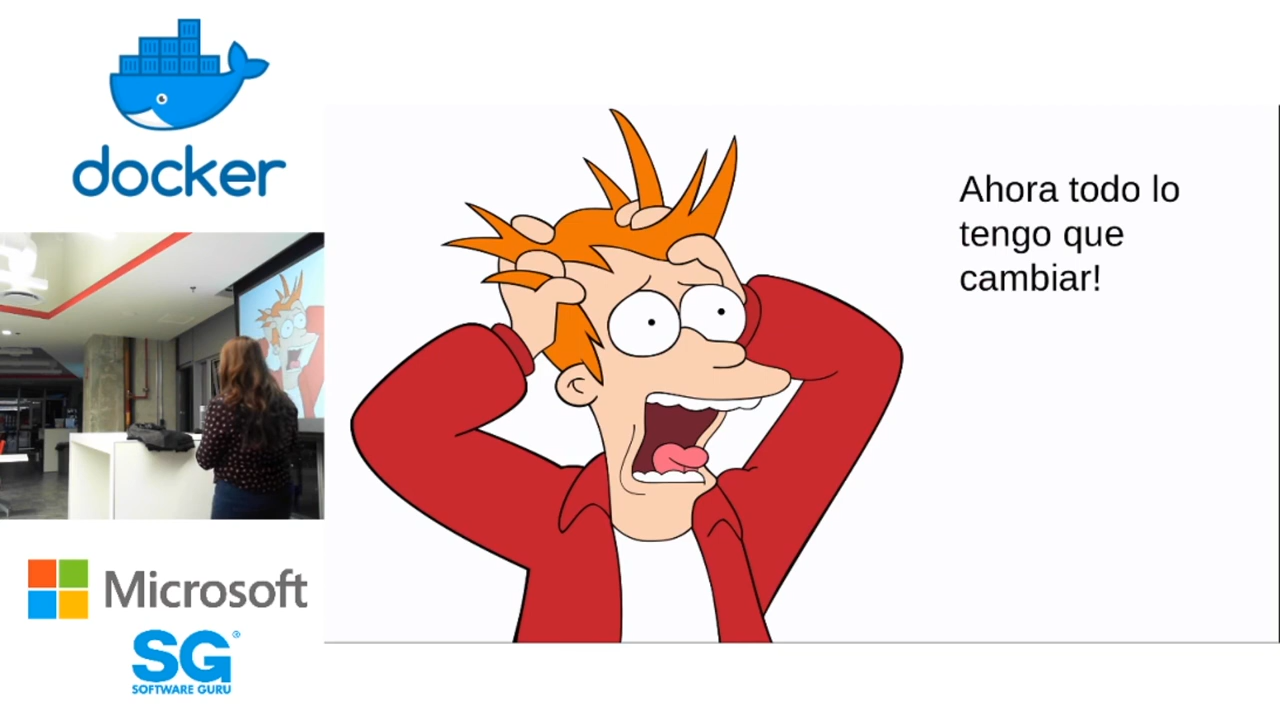 docker
Ahora todo lo
tengo que
cambiar!
Microsoft
SG®
SOFTWARE GURU